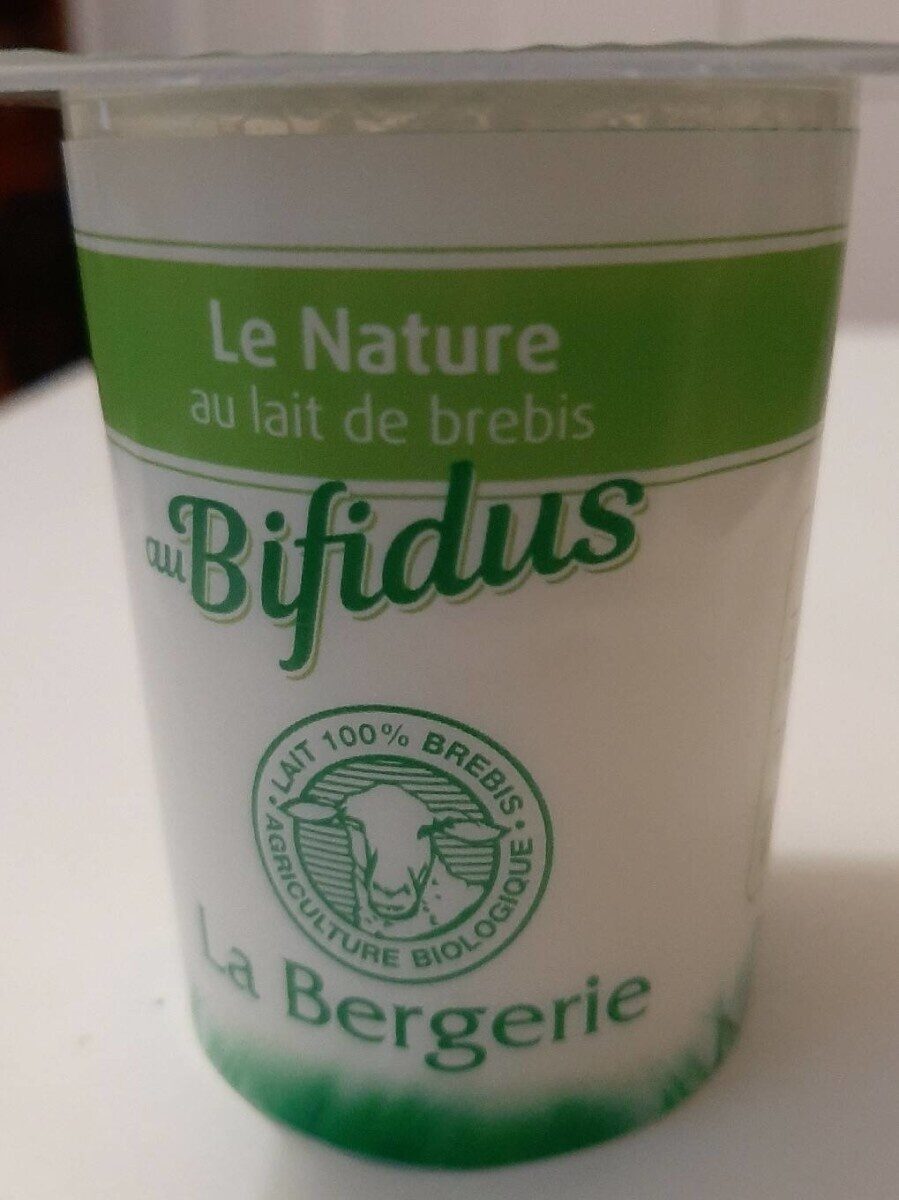 Le Nature
au lait de brebis
au Bifidus
• LAIT 100% BREBIS •
AGRICULTURE BIOLOGIQUE
La Bergerie